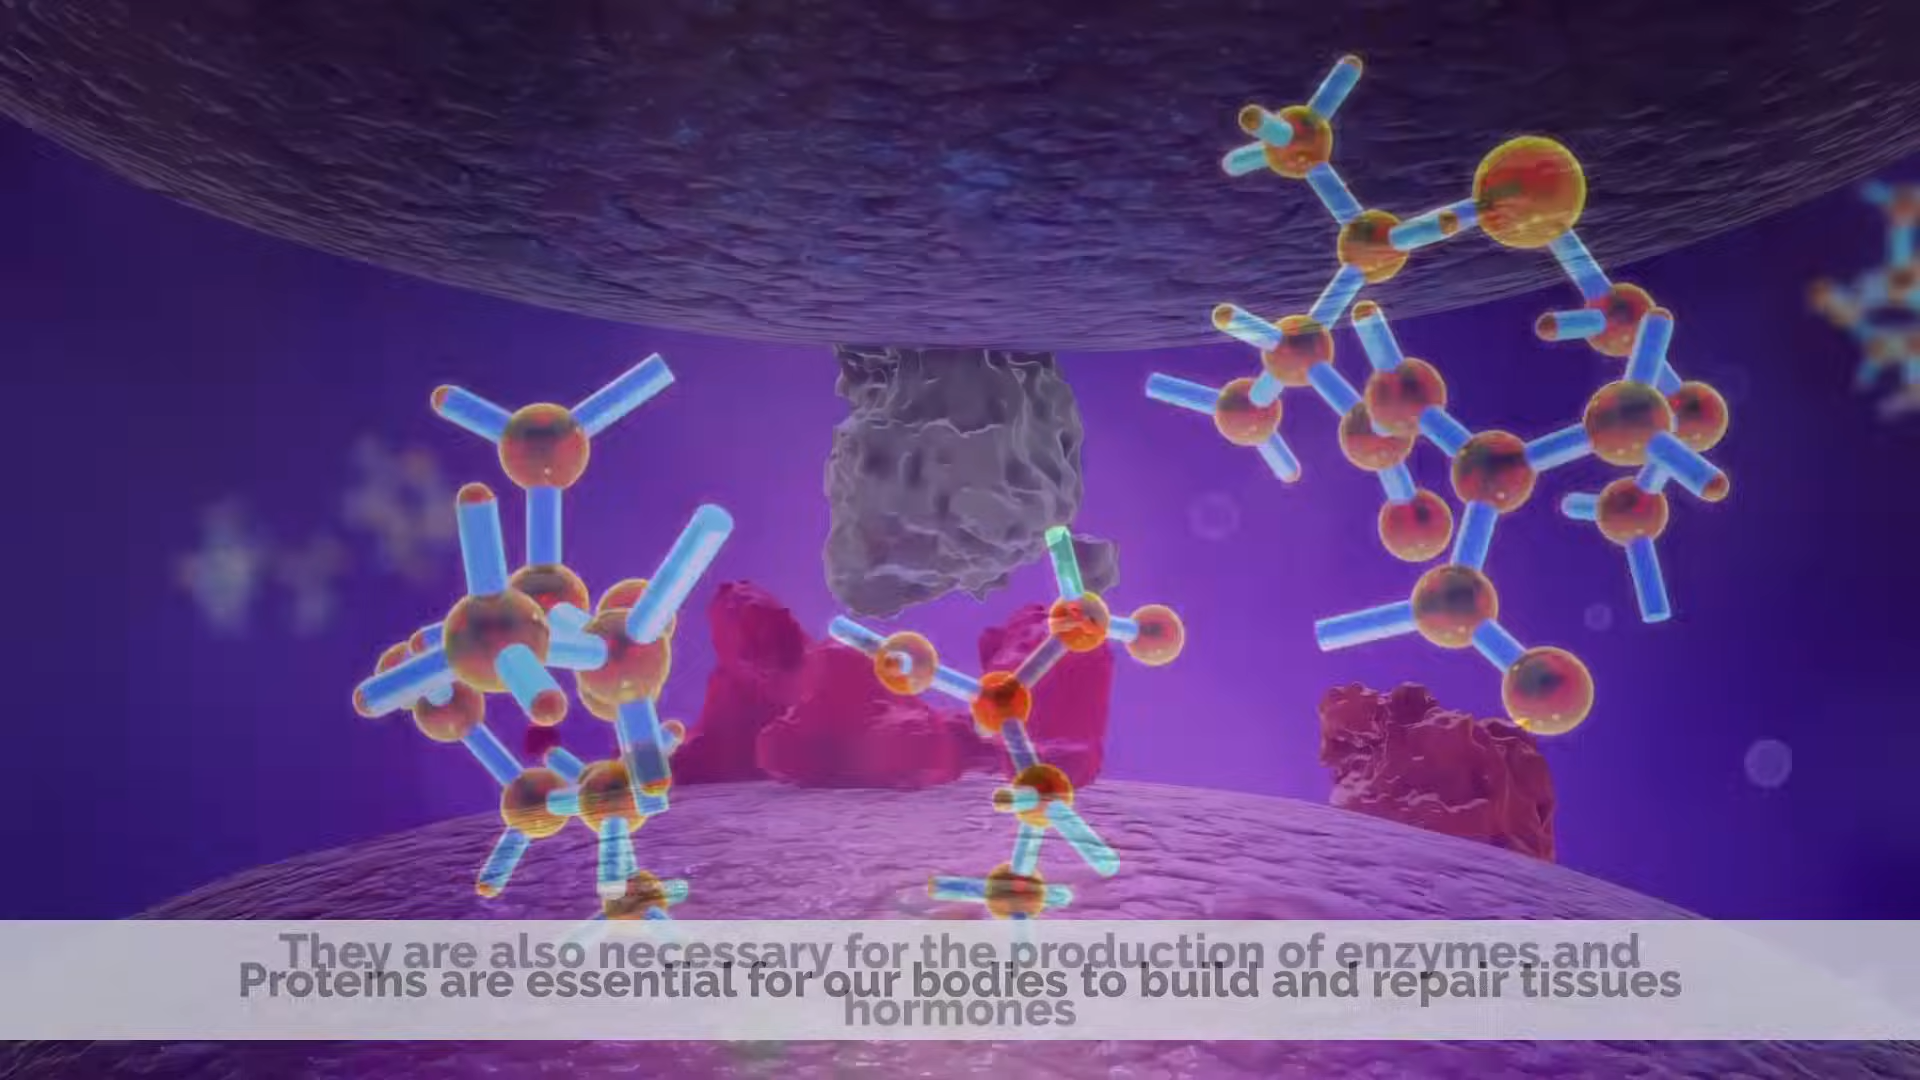 They are also necessary for the production of enzymes and
Proteins are essential for our bodies to build and repair tissues
hormones